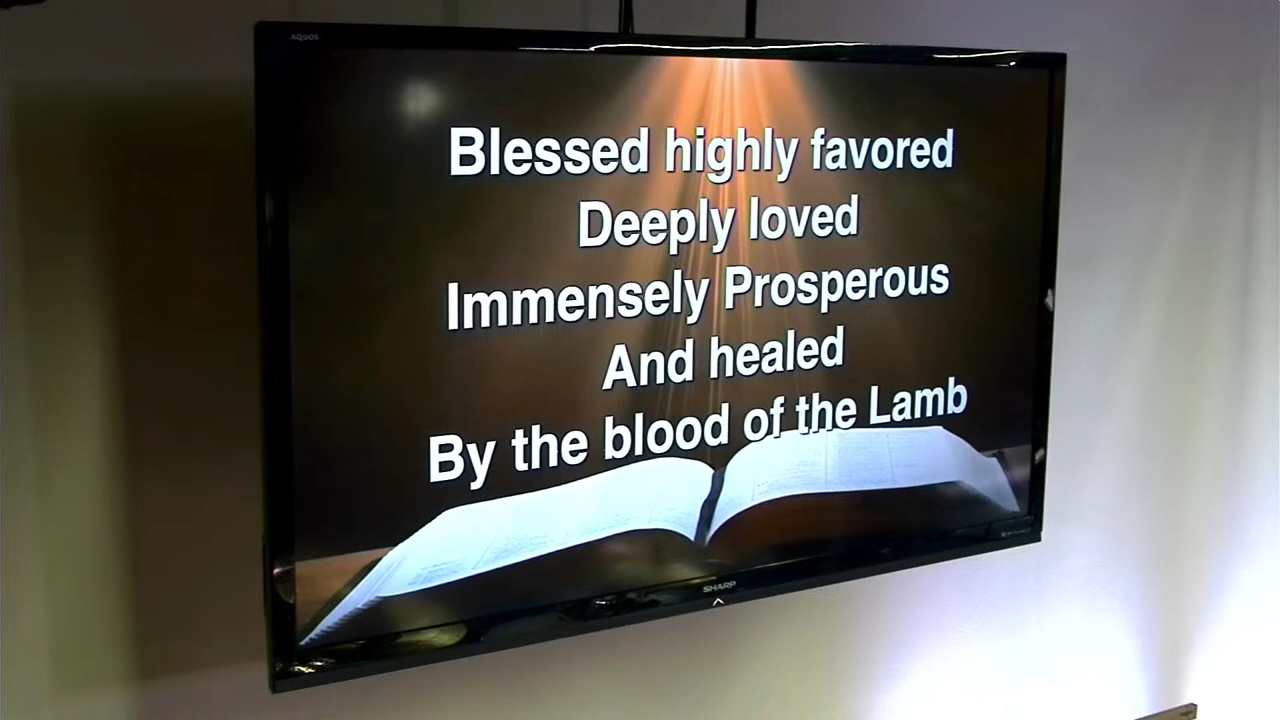 AQUOS
Blessed highly favored
Deeply loved
Immensely Prosperous
And healed
By the blood of the Lamb
SHARP